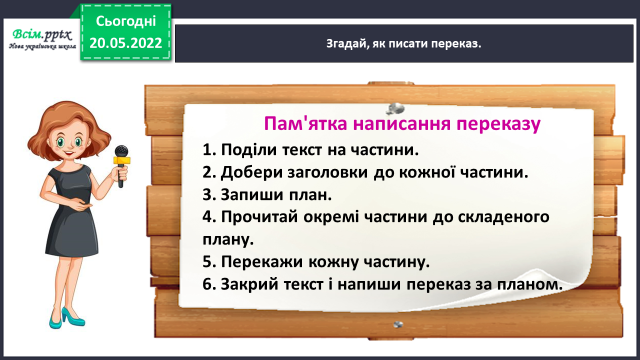 Всім.pptx
Нова українська школа
Сьогодні
20.05.2022
Згадай, як писати переказ.
Пам'ятка написання переказу
1. Поділи текст на частини.
2. Добери заголовки до кожної частини.
3. Запиши план.
4. Прочитай окремі частини до складеного
плану.
5. Перекажи кожну частину.
6. Закрий текст і напиши переказ за планом.